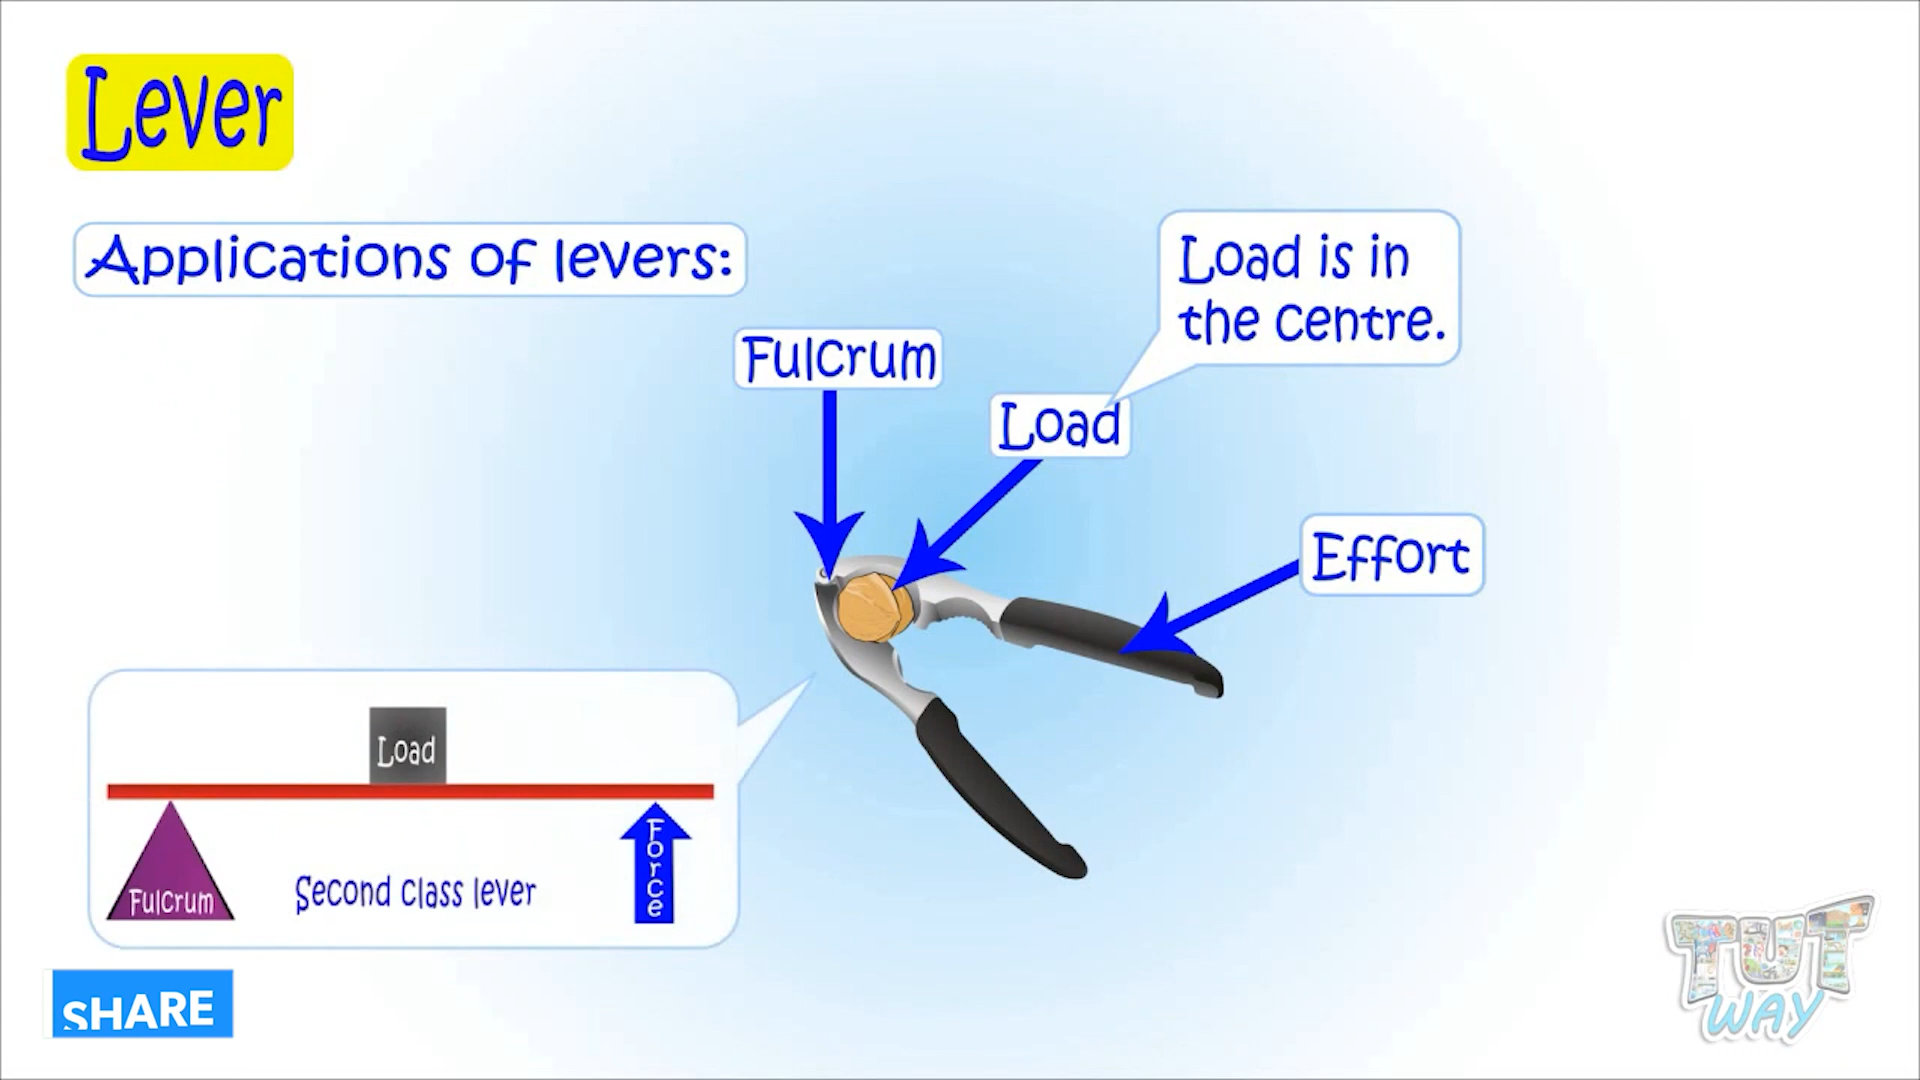 Lever
Applications of levers:
Load is in
the centre.
Fulcrum
Load
Effort
Load
Fulcrum
Second class lever
Force
SHARE
TUT
WAY